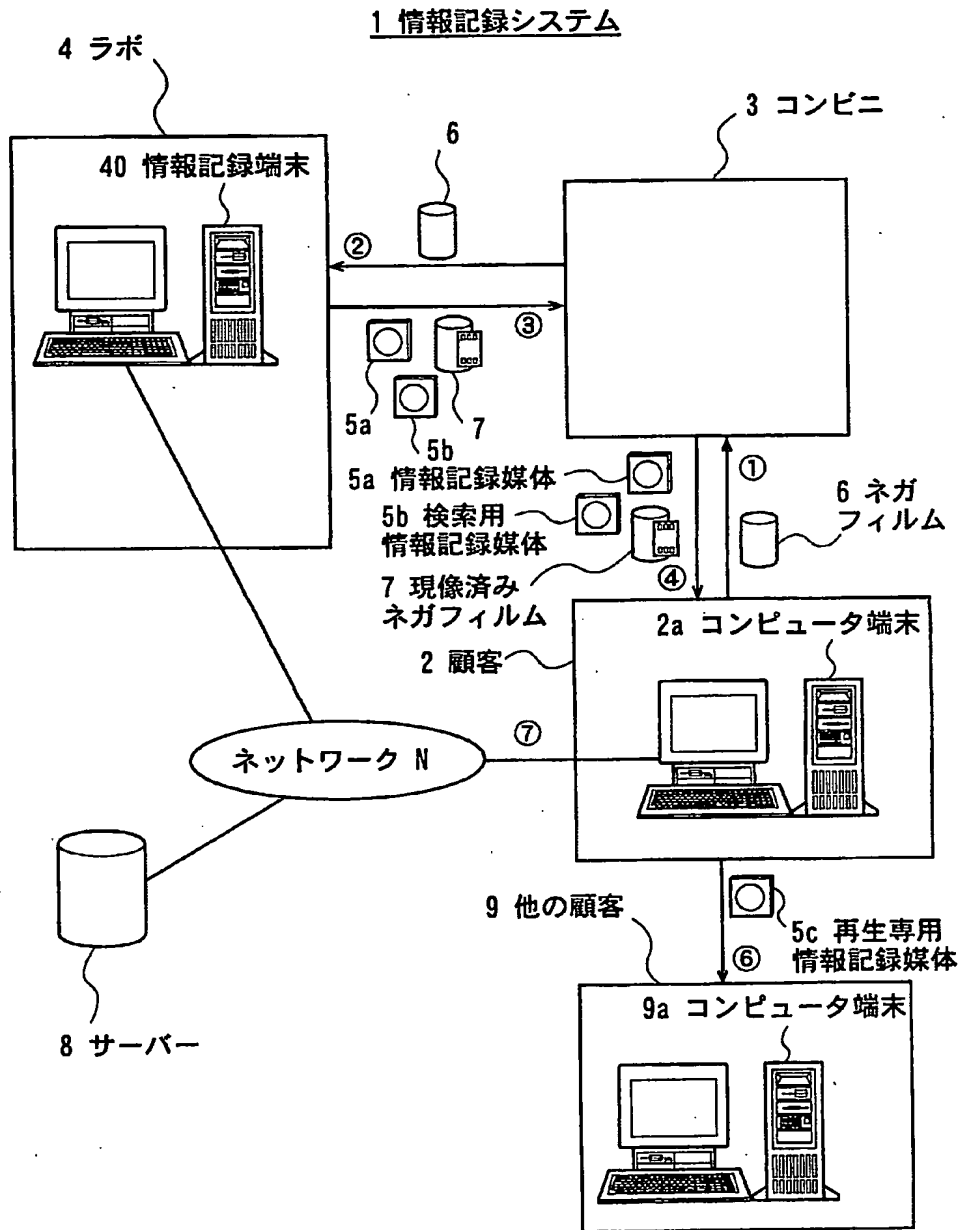 1 情報記録システム
4 ラボ
3 コンビニ
6
40 情報記録端末
②
③
5a
7
5b
5a 情報記録媒体
①
5b 検索用
情報記録媒体
6 ネガ
フィルム
7 現像済み
ネガフィルム
④
2a コンピュータ端末
2 顧客
ネットワーク N
⑦
9 他の顧客
5c 再生専用
情報記録媒体
⑥
8 サーバー
9a コンピュータ端末